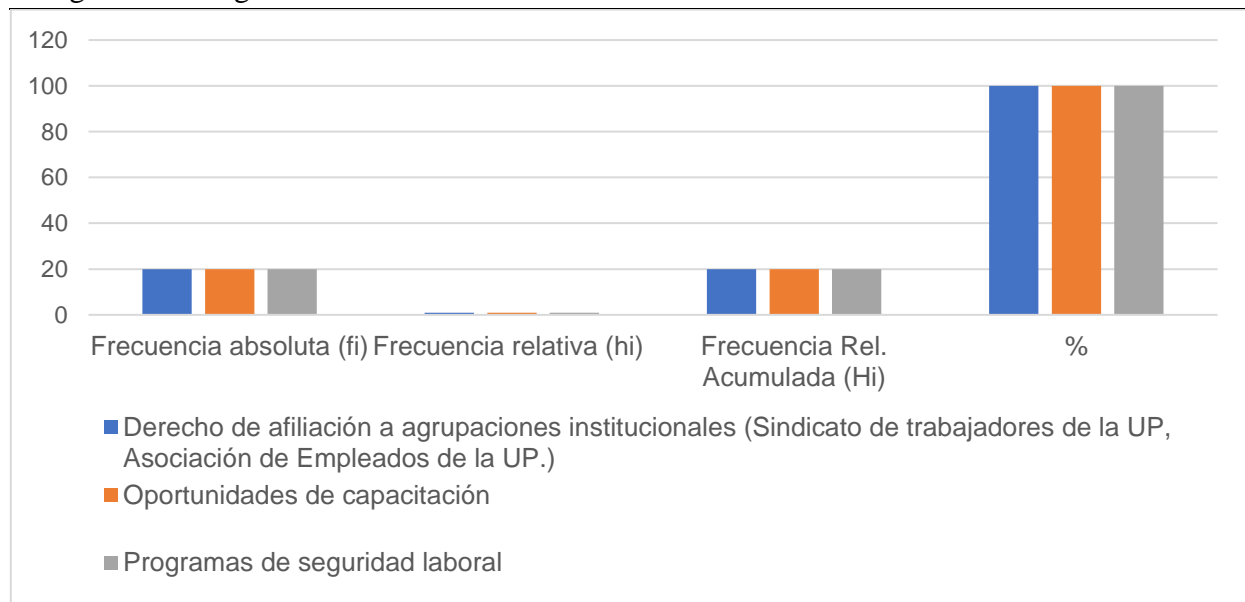 120
100
80
60
40
20
0
Frecuencia absoluta (fi) Frecuencia relativa (hi) Frecuencia Rel. %
Acumulada (Hi)
Derecho de afiliación a agrupaciones institucionales (Sindicato de trabajadores de la UP,
Asociación de Empleados de la UP.)
Oportunidades de capacitación
Programas de seguridad laboral